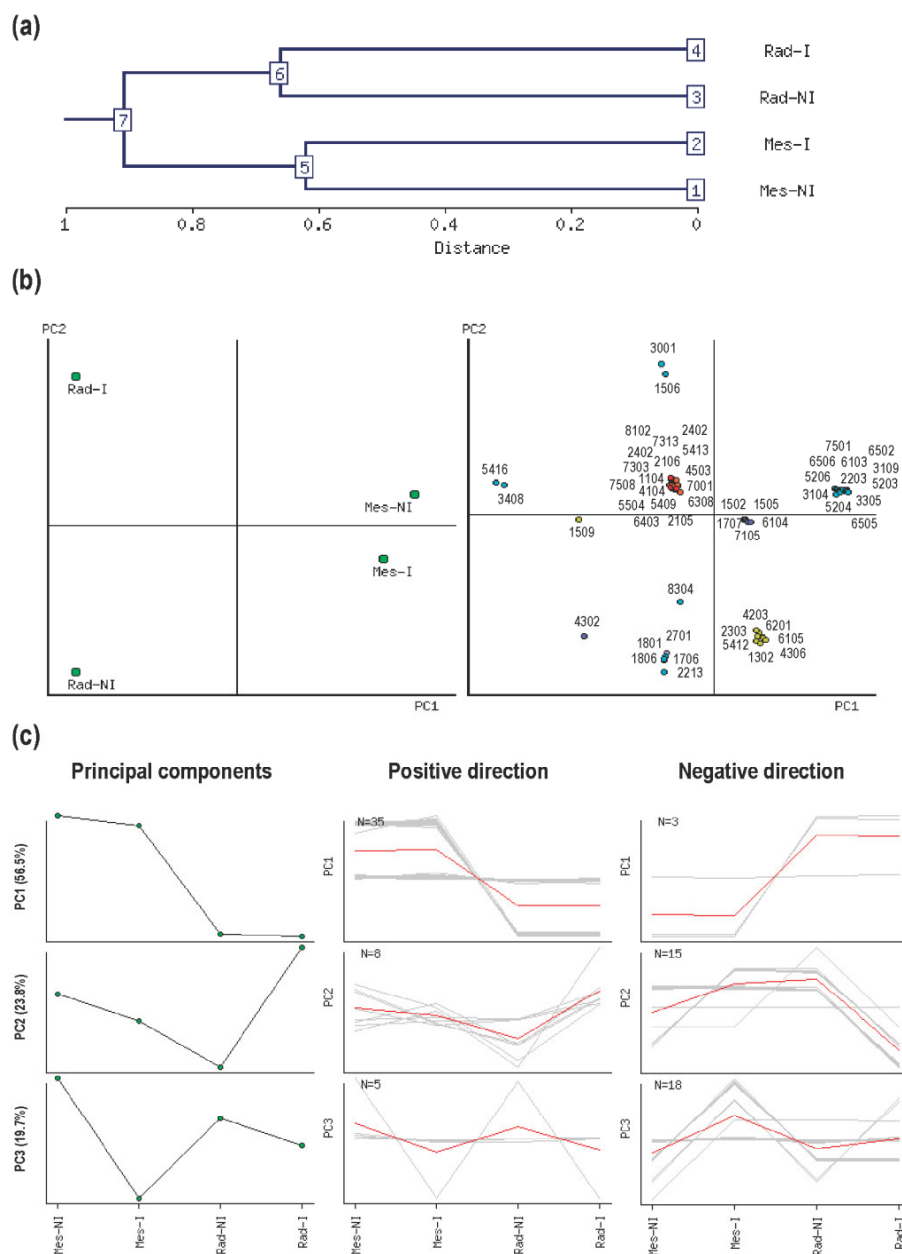 (a)
4 Rad-I
6
3 Rad-NI
7
2 Mes-I
5
1 Mes-NI
1 0.8 0.6 0.4 0.2 0
Distance
(b)
PC2
Rad-I
Mes-NI
Mes-I
Rad-NI
PC1
PC2
3001
1506
8102 2402
7313 5413
2402 2106
7303 4503
1104
7508 7001
4104
5504 5409 6308
6403 2105
5416
3408
1509
7501 6502
6506 6103
3109
5206 2203
5203
3104 3305
5204
6505
1502 1505
1707 6104
7105
8304
4302
1801 2701
1806 1706
2213
4203
2303 6201
6105
5412
1302 4306
PC1
(c)
Principal components Positive direction Negative direction
PC1 (56.5%)
PC1
N=35
PC1
N=3
PC2 (23.8%)
PC2
N=8
PC2
N=15
PC3 (19.7%)
PC3
N=5
PC3
N=18
Mes-NI Mes-I Rad-NI Rad-I
Mes-NI Mes-I Rad-NI Rad-I
Mes-NI Mes-I Rad-NI Rad-I